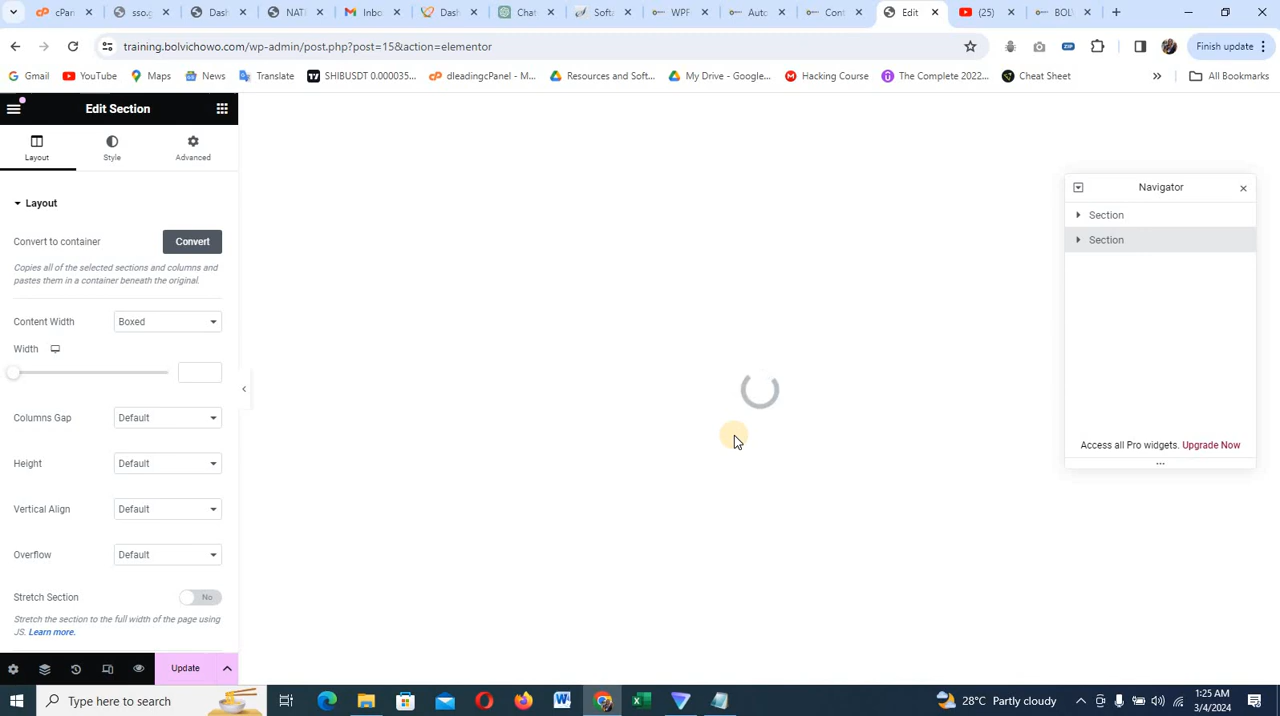 cPan
sso.g
Dash
NATI
Inbo
Dash
Chat
Softa
WPF
Auto
Cont
Edit
(25)
BOLV
training.bolvichowo.com/wp-admin/post.php?post=15&action=elementor
Finish update
Gmail
YouTube
Maps
News
Translate
SHIBUSDT 0.000035...
dleadingcPanel - M...
Resources and Soft...
My Drive - Google...
Hacking Course
The Complete 2022...
Cheat Sheet
All Bookmarks
Edit Section
Layout
Style
Advanced
Layout
Convert to container
Convert
Copies all of the selected sections and columns and
pastes them in a container beneath the original.
Content Width
Boxed
Width
Columns Gap
Default
Height
Default
Vertical Align
Default
Overflow
Default
Stretch Section
No
Stretch the section to the full width of the page using
JS. Learn more.
Update
Navigator
Section
Section
Access all Pro widgets. Upgrade Now
Type here to search
28°C Partly cloudy
1:25 AM
3/4/2024